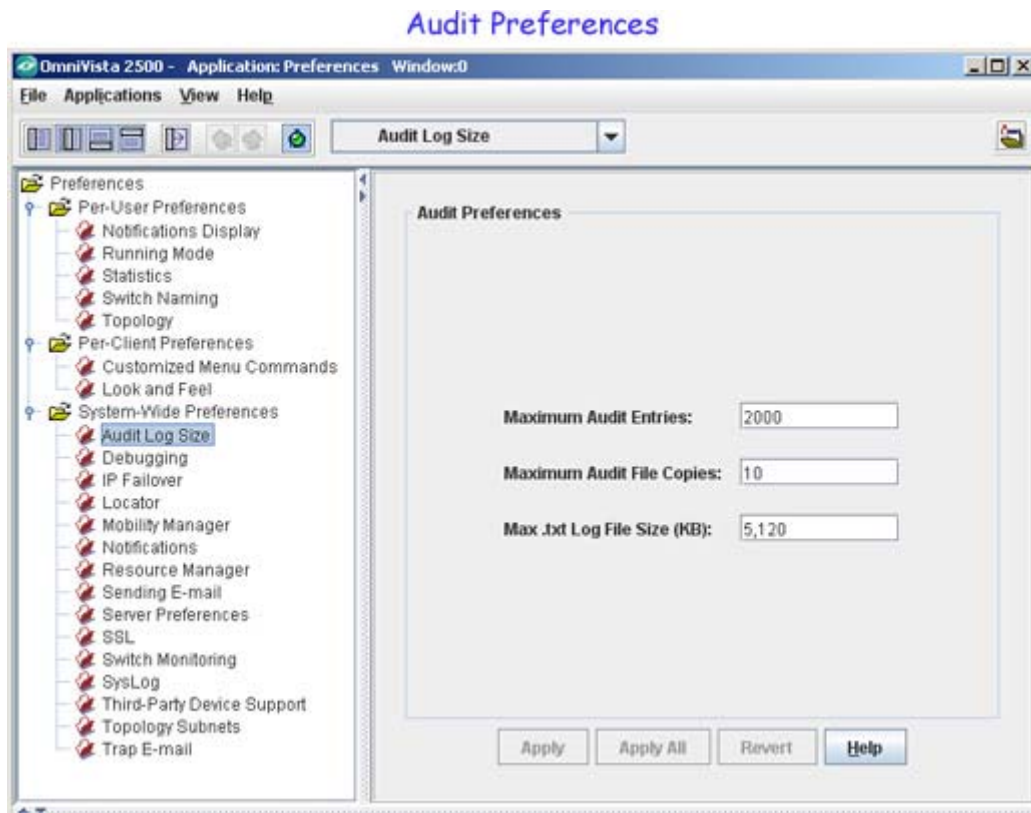 Audit Preferences
OmniVista 2500 - Application: Preferences Window:0
File Applications View Help
Audit Log Size
Preferences
Per-User Preferences
Notifications Display
Running Mode
Statistics
Switch Naming
Topology
Per-Client Preferences
Customized Menu Commands
Look and Feel
System-Wide Preferences
Audit Log Size
Debugging
IP Failover
Locator
Mobility Manager
Notifications
Resource Manager
Sending E-mail
Server Preferences
SSL
Switch Monitoring
SysLog
Third-Party Device Support
Topology Subnets
Trap E-mail
Audit Preferences
Maximum Audit Entries: 2000
Maximum Audit File Copies: 10
Max .txt Log File Size (KB): 5,120
Apply Apply All Revert Help